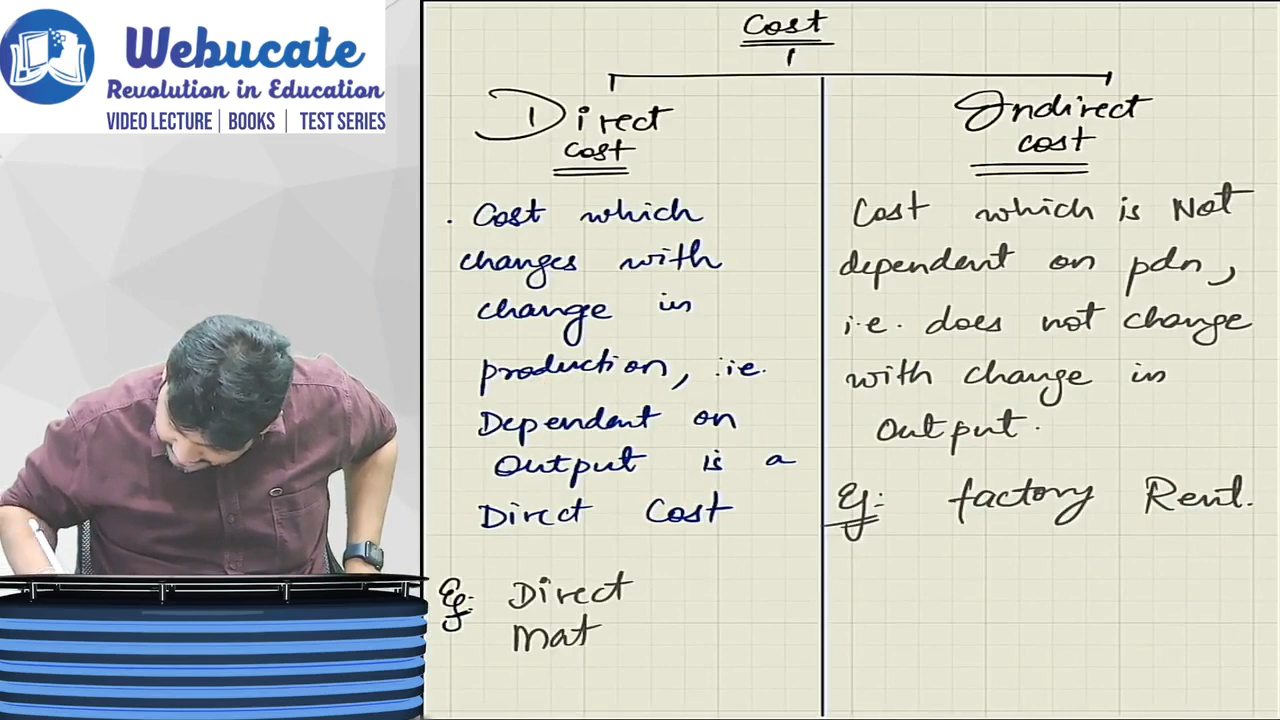 Webucate
Revolution in Education
VIDEO LECTURE | BOOKS | TEST SERIES
Cost
Direct
Cost
. Cost which
changes with
change in
production, i.e.
Dependent on
Output is a
Direct Cost
Eg: Direct
Mat
Indirect
Cost
Cost which is Not
dependent on pdn,
i.e. does not change
with change in
Output.
Eg: factory Rent.